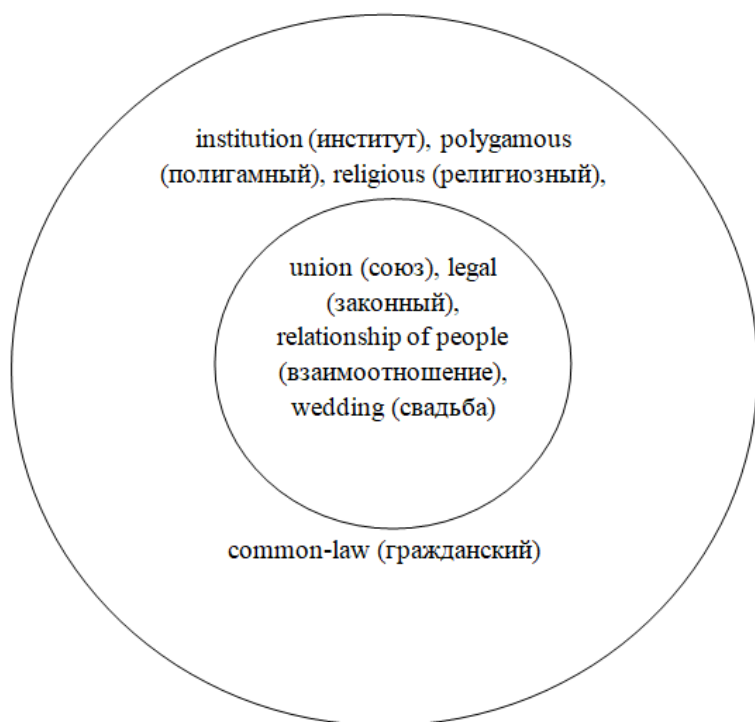 institution (институт), polygamous
(полигамный), religious (религиозный),
union (союз), legal
(законный),
relationship of people
(взаимоотношение),
wedding (свадьба)
common-law (гражданский)